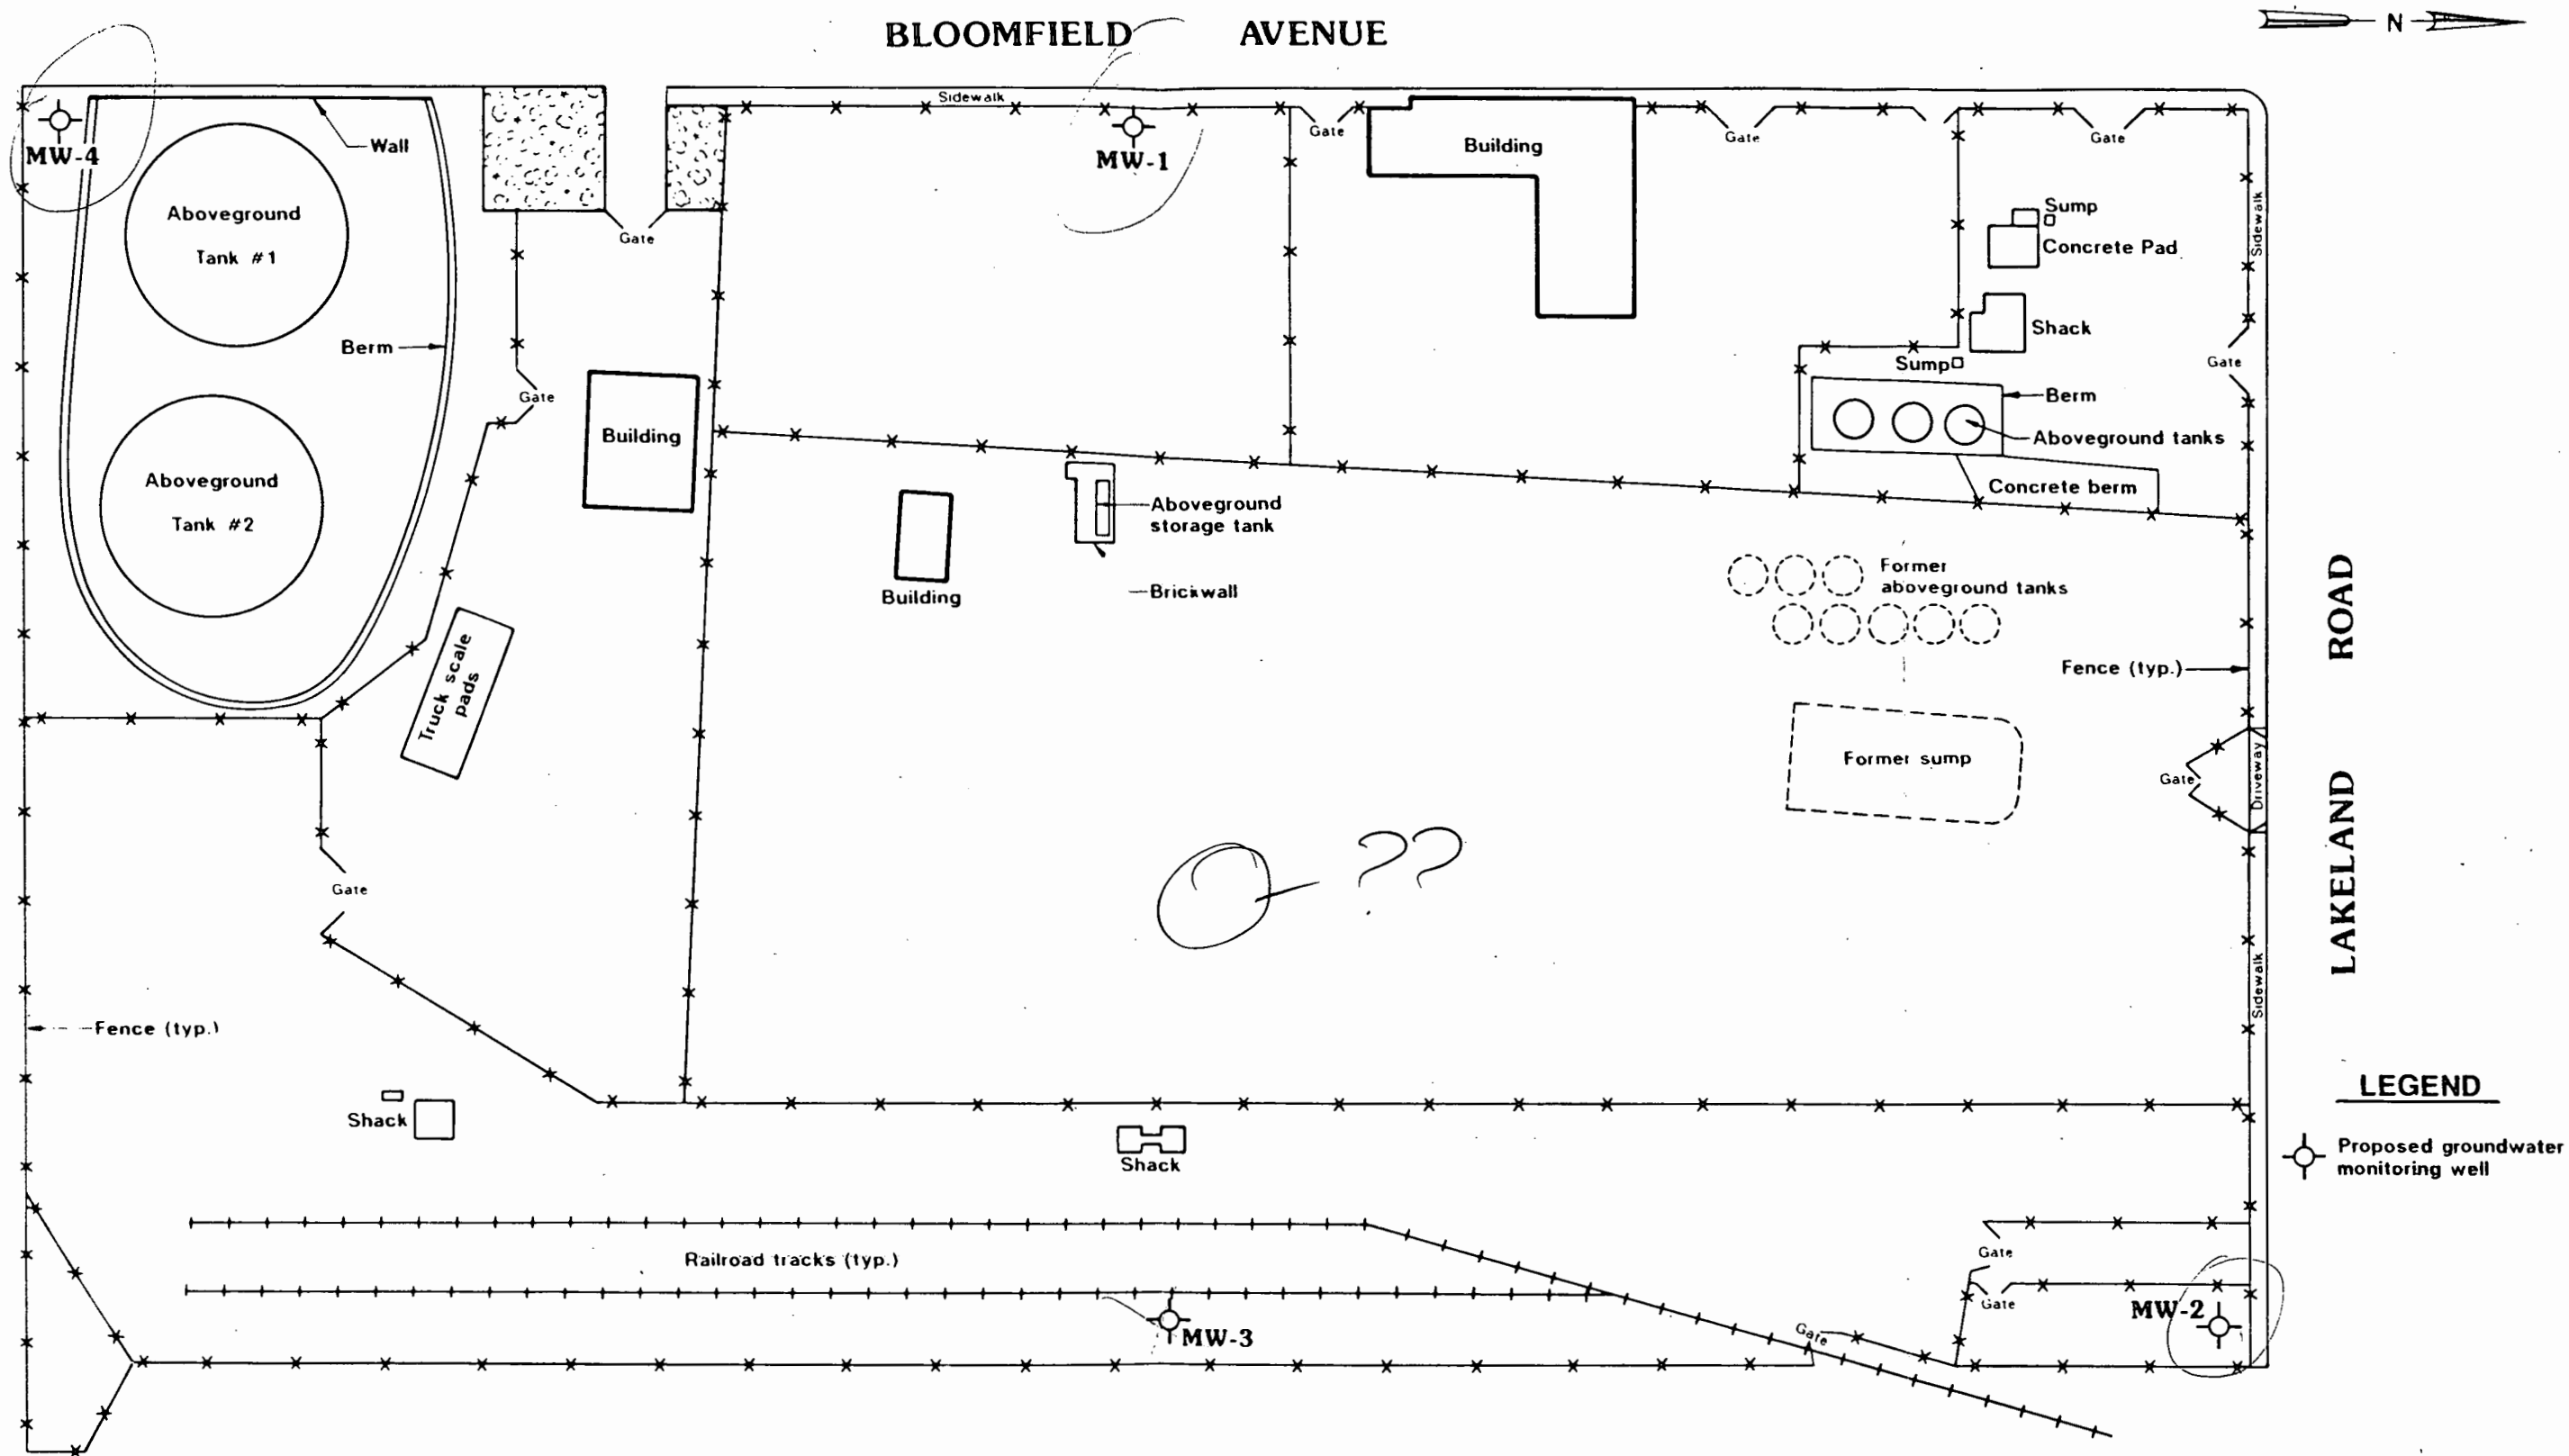 BLOOMFIELD AVENUE
N
Sidewalk
MW-4
Wall
MW-1
Gate
Building
Gate
Gate
Aboveground
Tank #1
Gate
Sump
Concrete Pad
Sidewalk
Berm
Shack
Gate
Sump
Gate
Berm
Building
Aboveground tanks
Aboveground
Tank #2
Concrete berm
Aboveground
storage tank
Building
Brickwall
Former
aboveground tanks
ROAD
Truck scale
pads
Fence (typ.)
Former sump
Gate
Driveway
LAKELAND
??
Gate
Sidewalk
Fence (typ.)
LEGEND
Shack
Shack
Proposed groundwater
monitoring well
Railroad tracks (typ.)
Gate
Gate
MW-2
MW-3
Gate